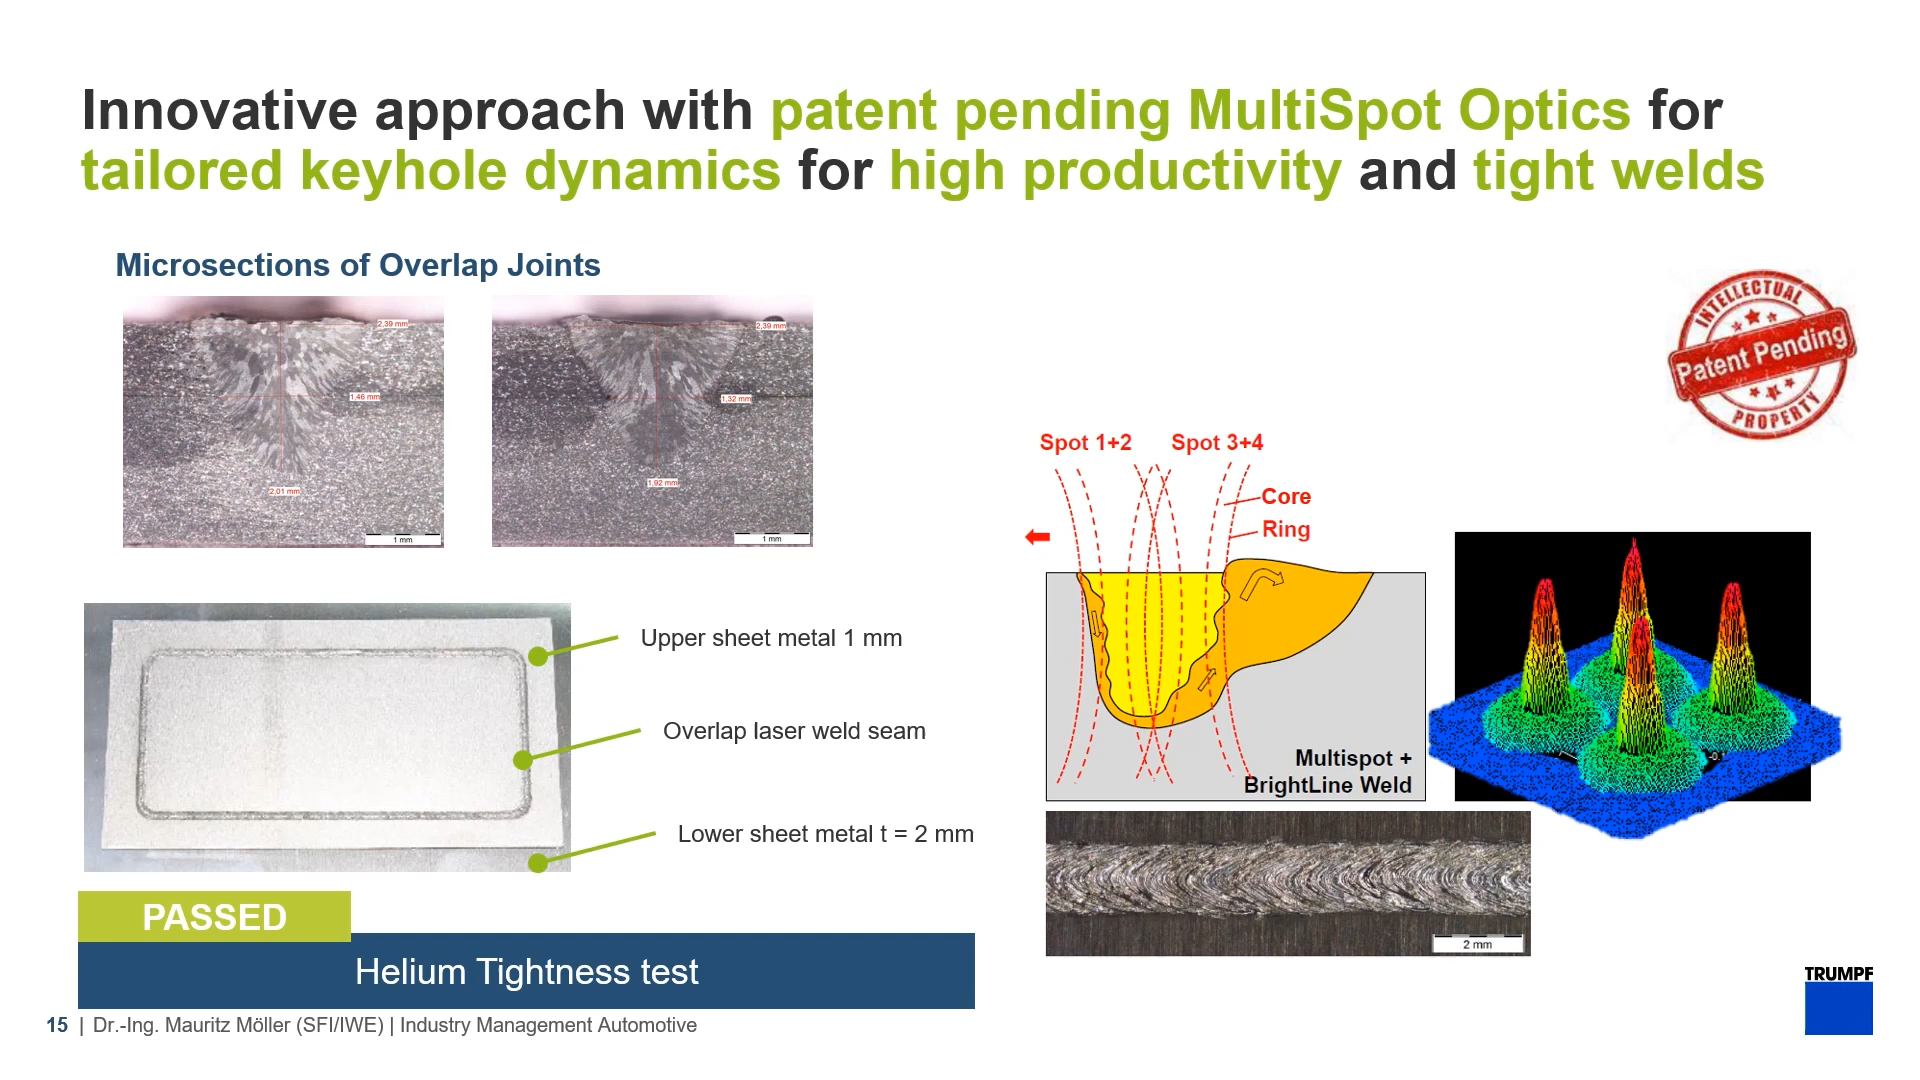 Innovative approach with patent pending MultiSpot Optics for
tailored keyhole dynamics for high productivity and tight welds
Microsections of Overlap Joints
2,39 mm
1,46 mm
2,01 mm
1 mm
2,39 mm
1,32 mm
1,92 mm
1 mm
INTELLECTUAL
Patent Pending
PROPERTY
Spot 1+2
Spot 3+4
Core
Ring
Multispot +
BrightLine Weld
-0.
Upper sheet metal 1 mm
Overlap laser weld seam
Lower sheet metal t = 2 mm
2 mm
PASSED
Helium Tightness test
TRUMPF
15 | Dr.-Ing. Mauritz Möller (SFI/IWE) | Industry Management Automotive